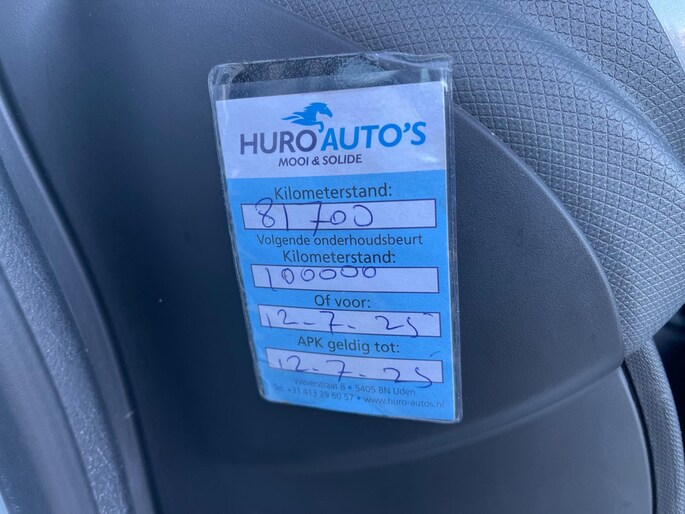 HURO AUTO'S
MOOI & SOLIDE
Kilometerstand:
81700
Volgende onderhoudsbeurt
Kilometerstand:
100000
Of voor:
12-7-25
APK geldig tot:
12-7-25
Weverstraat 8 • 5405 BN Uden
Tel. +31 413 29 60 57 • www.huro-autos.nl